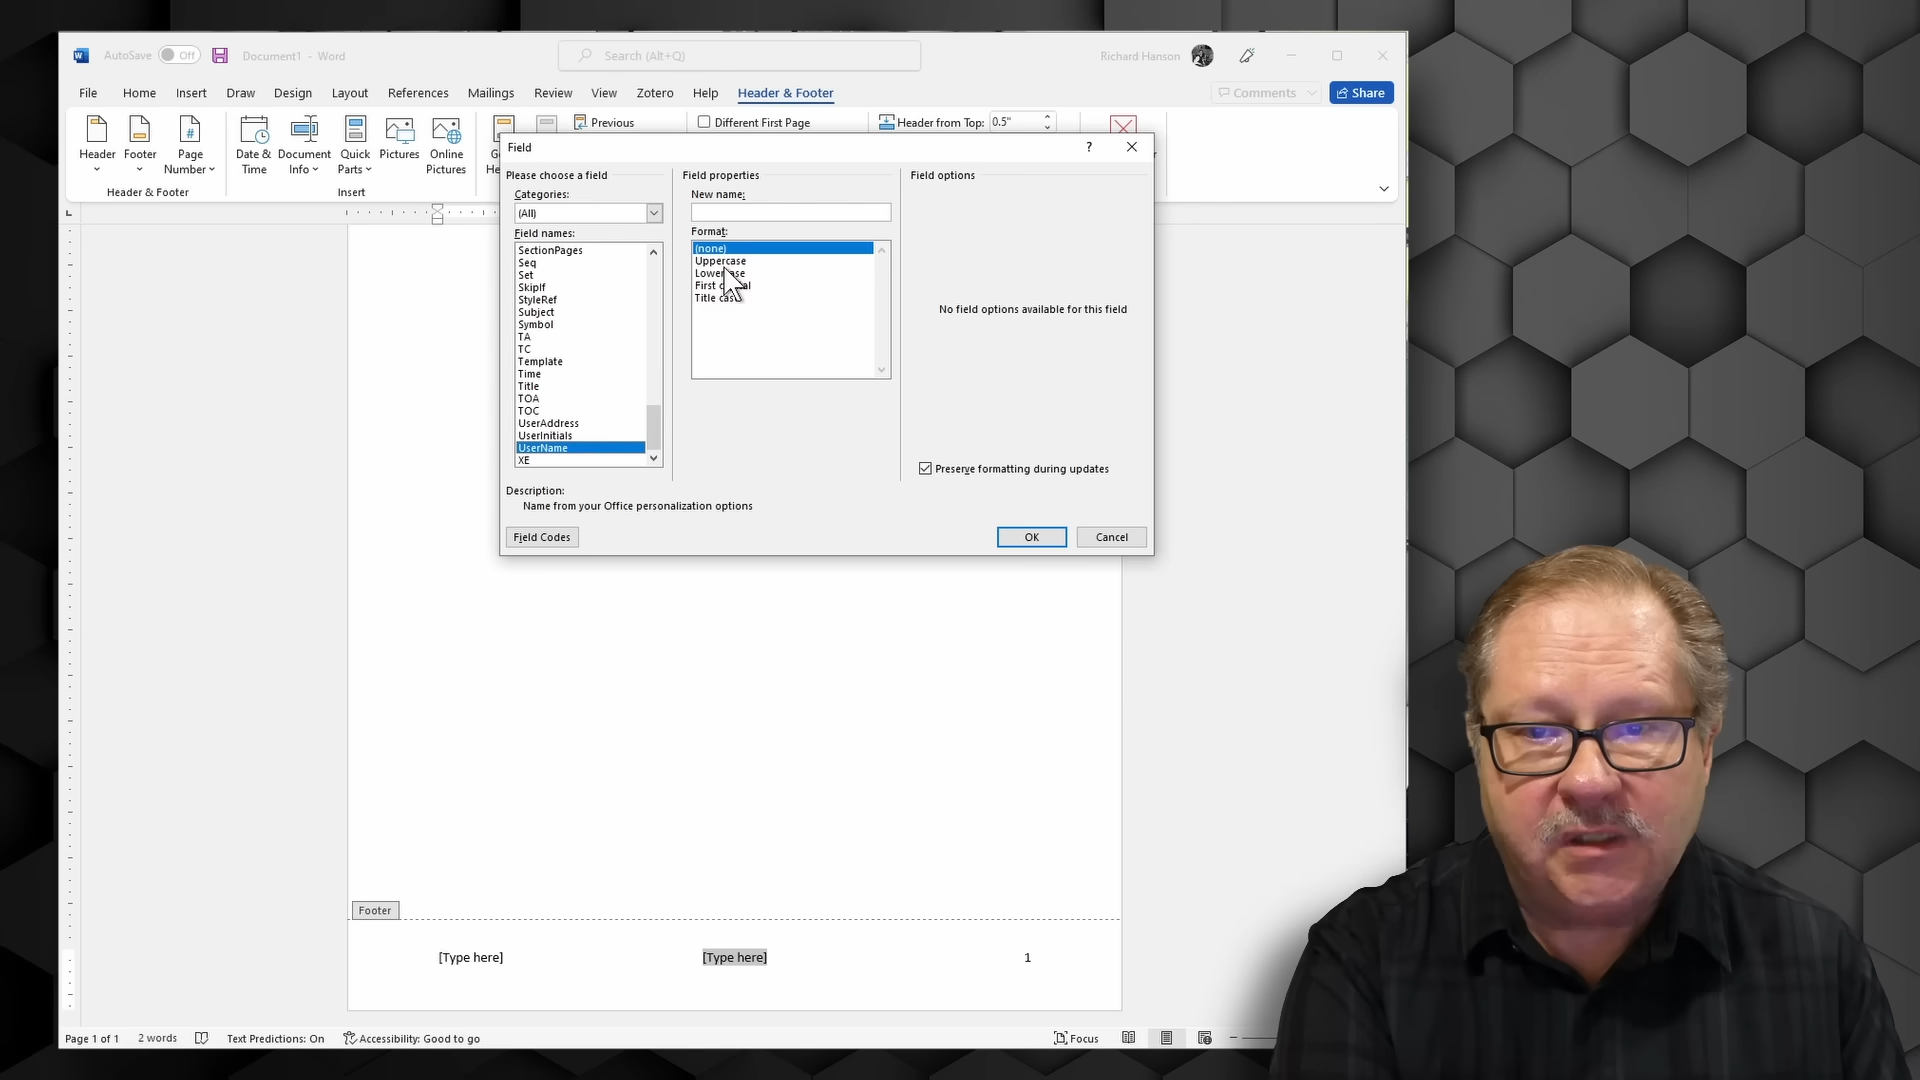 AutoSave Off Document1 - Word Search (Alt+Q) Richard Hanson
File Home Insert Draw Design Layout References Mailings Review View Zotero Help Header & Footer Comments Share
Header Footer Page Number Date & Time Document Info Quick Parts Pictures Online Pictures Previous Different First Page Header from Top: 0.5"
Header & Footer Insert
Field ?
Please choose a field Field properties Field options
Categories: New name:
(All)
Field names: Format:
SectionPages (none)
Seq Uppercase
Set Lowercase
SkipIf First capital
StyleRef Title case
Subject No field options available for this field
Symbol
TA
TC
Template
Time
Title
TOA
TOC
UserAddress
UserInitials
UserName
XE
Preserve formatting during updates
Description:
Name from your Office personalization options
Field Codes OK Cancel
Footer
[Type here] [Type here] 1
Page 1 of 1 2 words Text Predictions: On Accessibility: Good to go Focus